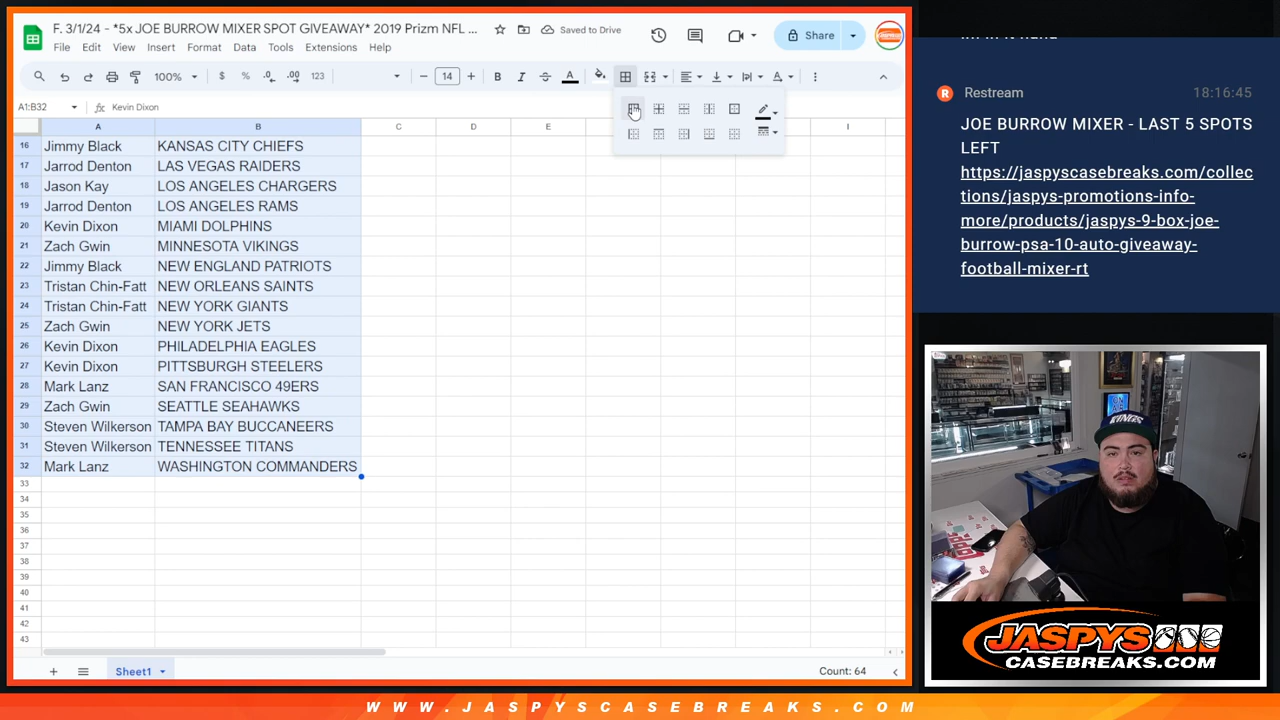 F. 3/1/24 - *5x JOE BURROW MIXER SPOT GIVEAWAY* 2019 Prizm NFL ...
Saved to Drive
Share
File Edit View Insert Format Data Tools Extensions Help
100% $ % .0 .00 123 14 B I A
A1:B32 Kevin Dixon
A B C D E I
16 Jimmy Black KANSAS CITY CHIEFS
17 Jarrod Denton LAS VEGAS RAIDERS
18 Jason Kay LOS ANGELES CHARGERS
19 Jarrod Denton LOS ANGELES RAMS
20 Kevin Dixon MIAMI DOLPHINS
21 Zach Gwin MINNESOTA VIKINGS
22 Jimmy Black NEW ENGLAND PATRIOTS
23 Tristan Chin-Fatt NEW ORLEANS SAINTS
24 Tristan Chin-Fatt NEW YORK GIANTS
25 Zach Gwin NEW YORK JETS
26 Kevin Dixon PHILADELPHIA EAGLES
27 Kevin Dixon PITTSBURGH STEELERS
28 Mark Lanz SAN FRANCISCO 49ERS
29 Zach Gwin SEATTLE SEAHAWKS
30 Steven Wilkerson TAMPA BAY BUCCANEERS
31 Steven Wilkerson TENNESSEE TITANS
32 Mark Lanz WASHINGTON COMMANDERS
33
34
35
36
37
38
39
40
41
42
43
Sheet1
Count: 64
R Restream 18:16:45
JOE BURROW MIXER - LAST 5 SPOTS
LEFT
https://jaspyscasebreaks.com/collec
tions/jaspys-promotions-info-
more/products/jaspys-9-box-joe-
burrow-psa-10-auto-giveaway-
football-mixer-rt
KINGS
JASPYS
CASEBREAKS.COM
WWW.JASPYSCASEBREAKS.COM